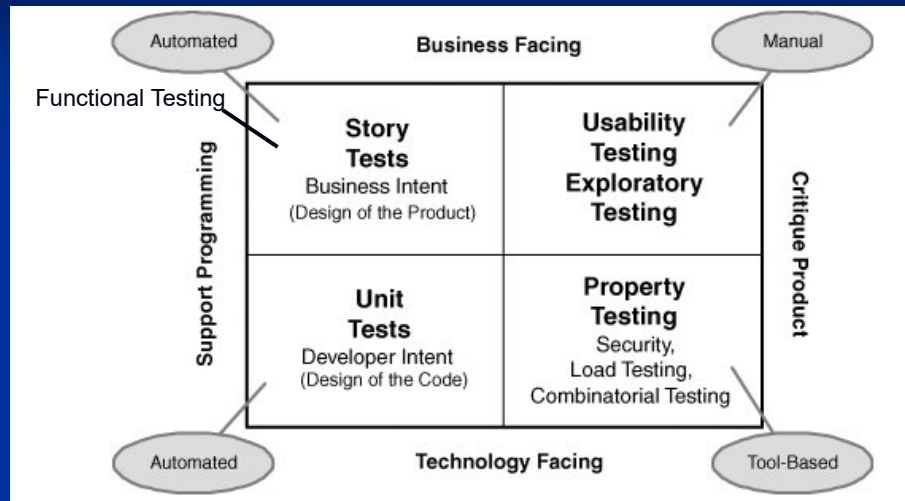 Automated
Business Facing
Manual
Functional Testing
Story
Tests
Business Intent
(Design of the Product)
Usability
Testing
Exploratory
Testing
Support Programming
Critique Product
Unit
Tests
Developer Intent
(Design of the Code)
Property
Testing
Security,
Load Testing,
Combinatorial Testing
Automated
Technology Facing
Tool-Based